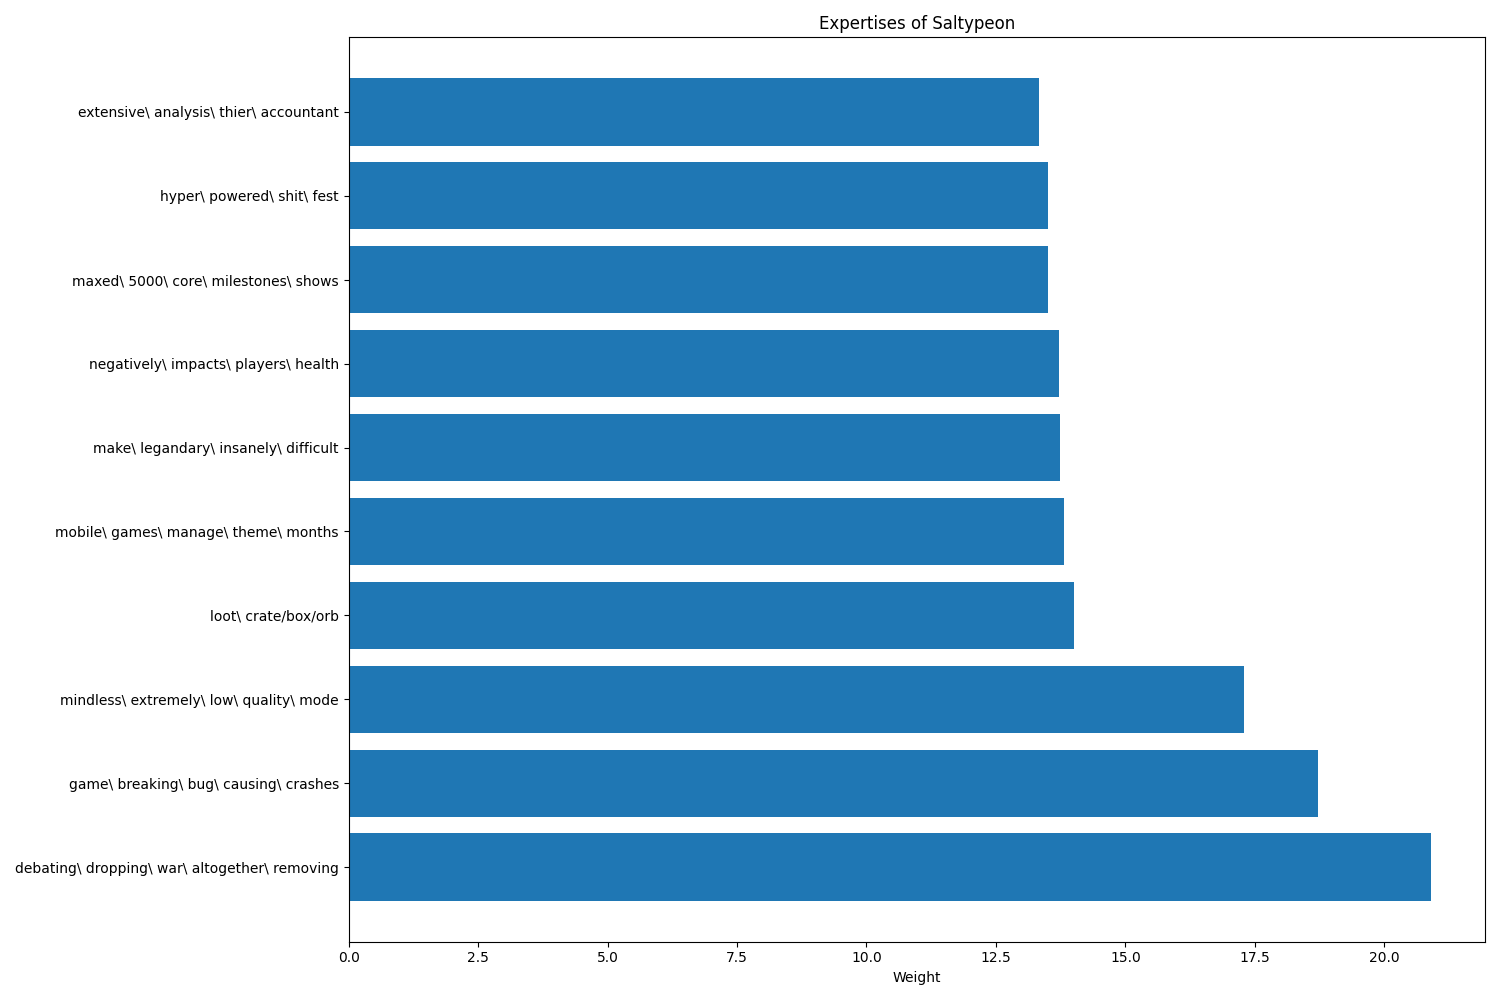 Expertises of Saltypeon
extensive\ analysis\ thier\ accountant
hyper\ powered\ shit\ fest
maxed\ 5000\ core\ milestones\ shows
negatively\ impacts\ players\ health
make\ legandary\ insanely\ difficult
mobile\ games\ manage\ theme\ months
loot\ crate/box/orb
mindless\ extremely\ low\ quality\ mode
game\ breaking\ bug\ causing\ crashes
debating\ dropping\ war\ altogether\ removing
0.0 2.5 5.0 7.5 10.0 12.5 15.0 17.5 20.0
Weight